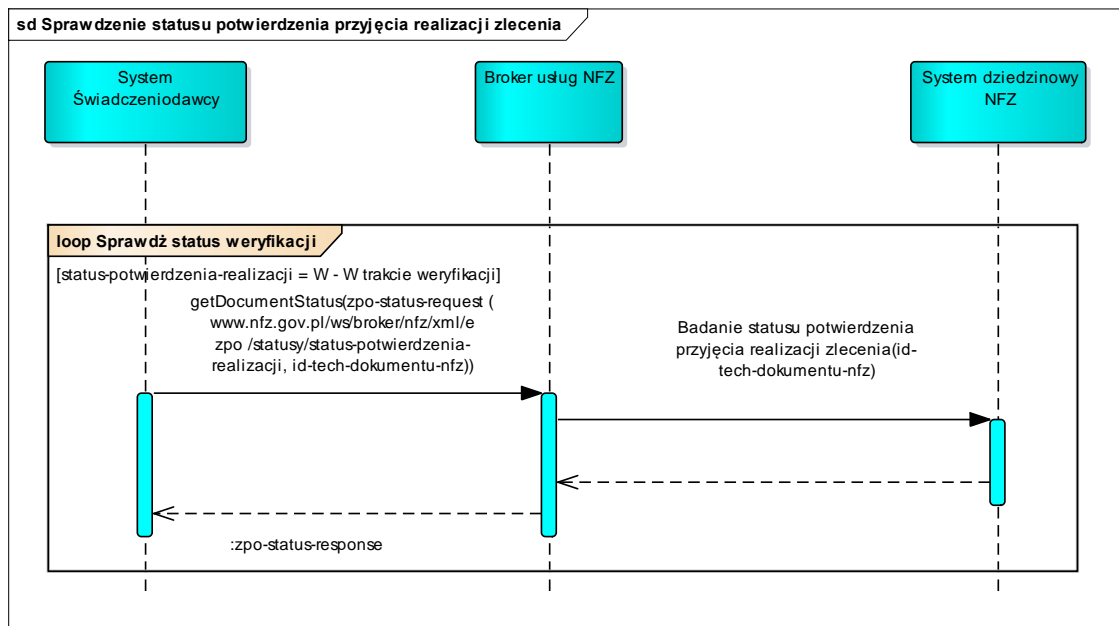 sd Sprawdzenie statusu potwierdzenia przyjęcia realizacji zlecenia
System
Świadczeniodawcy
Broker usług NFZ
System dziedzinowy
NFZ
loop Sprawdź status weryfikacji
[status-potwierdzenia-realizacji = W - W trakcie weryfikacji]
getDocumentStatus(zpo-status-request (
www.nfz.gov.pl/ws/broker/nfz/xml/e
zpo /statusy/status-potwierdzenia-
realizacji, id-tech-dokumentu-nfz))
Badanie statusu potwierdzenia
przyjęcia realizacji zlecenia(id-
tech-dokumentu-nfz)
:zpo-status-response